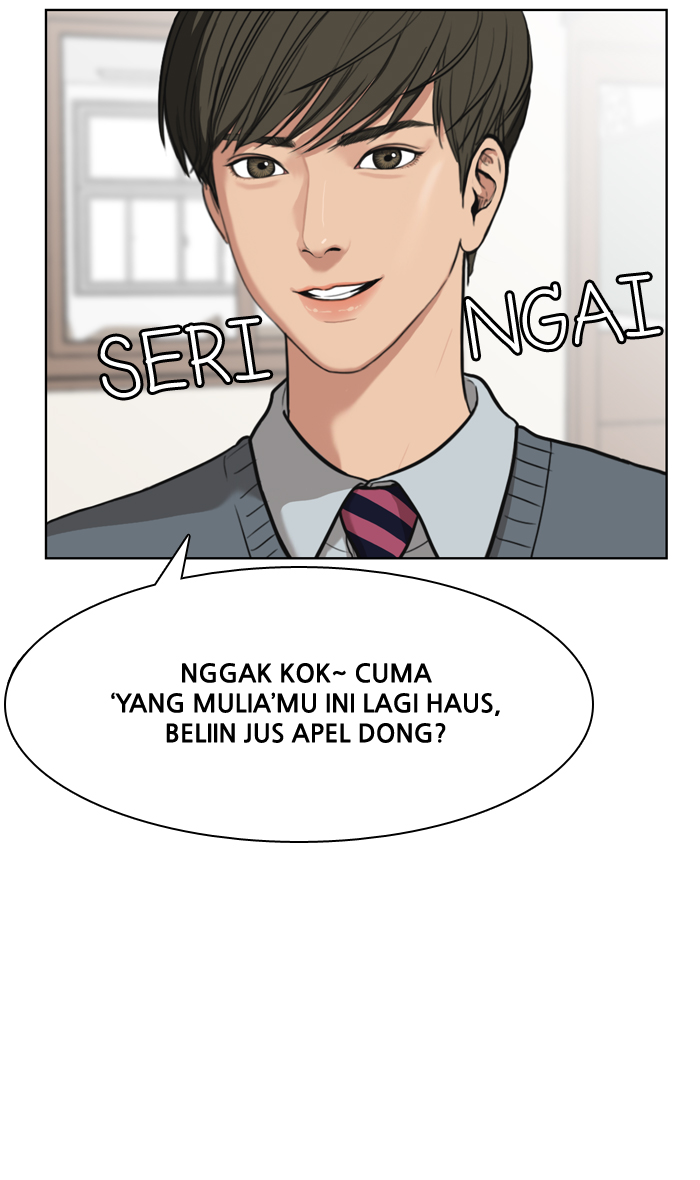 SERI NGAI
NGGAK KOK~ CUMA
‘YANG MULIA’MU INI LAGI HAUS,
BELIIN JUS APEL DONG?